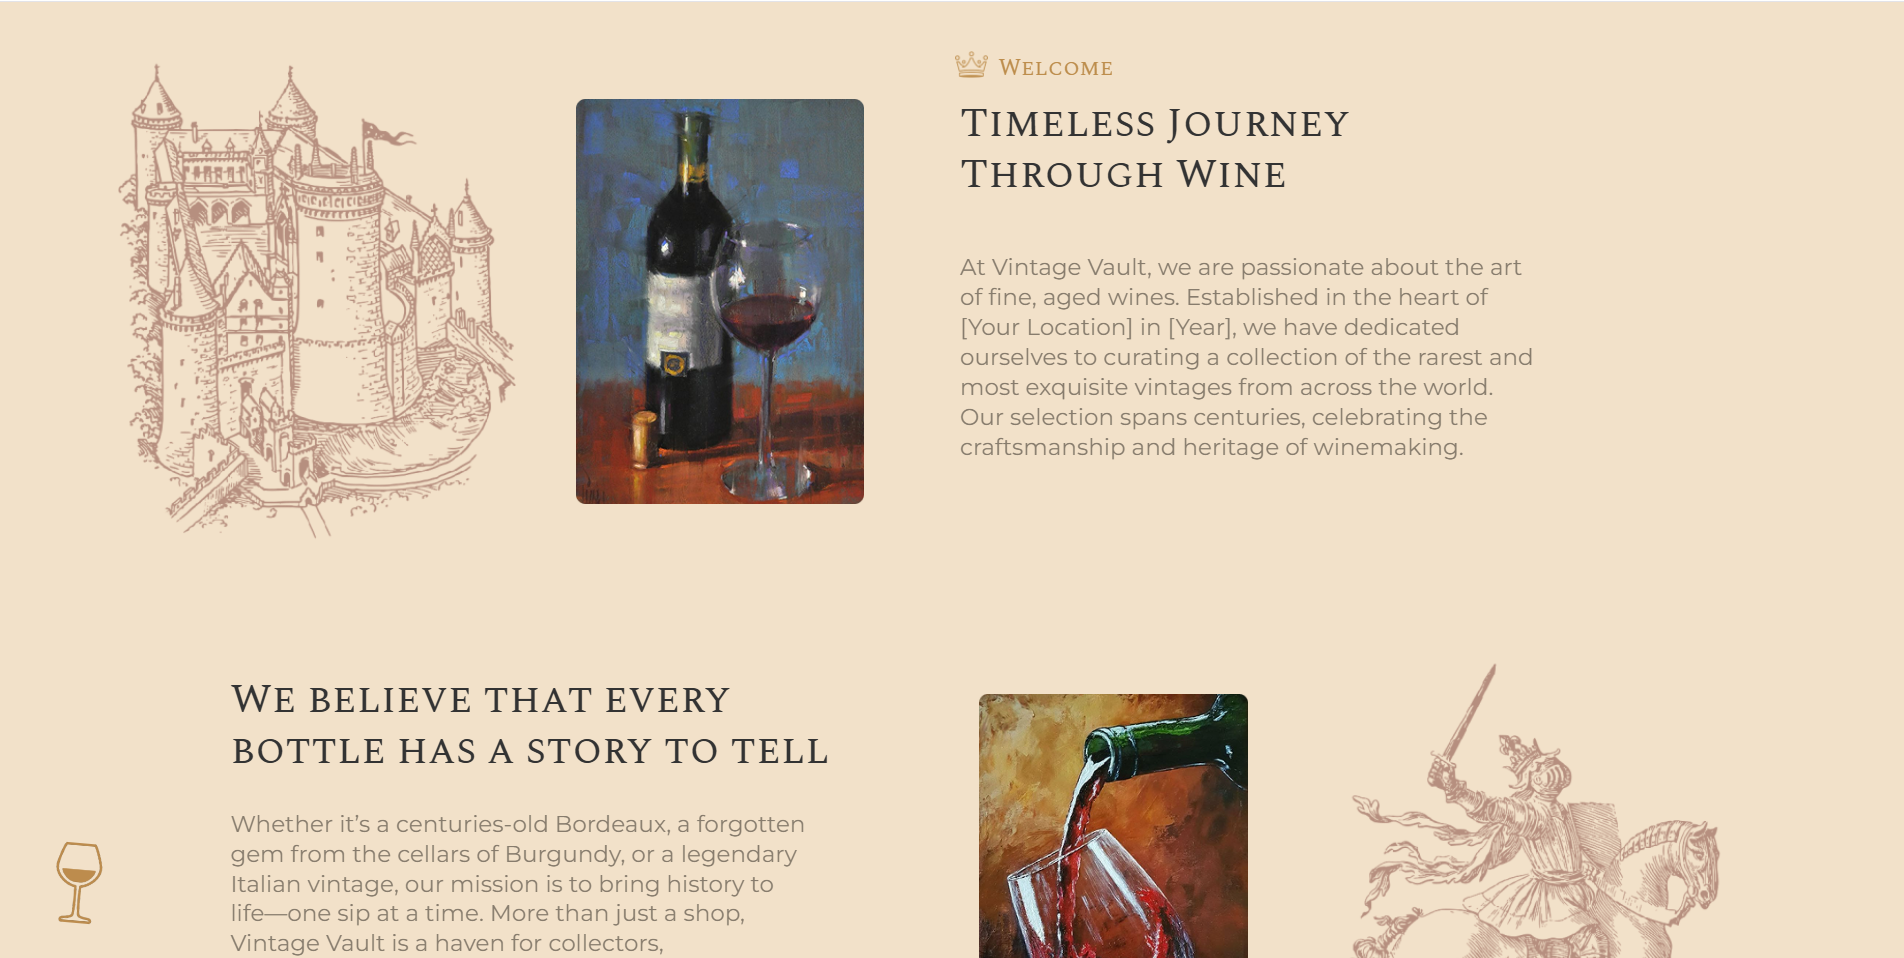 Welcome
Timeless Journey
Through Wine
At Vintage Vault, we are passionate about the art
of fine, aged wines. Established in the heart of
[Your Location] in [Year], we have dedicated
ourselves to curating a collection of the rarest and
most exquisite vintages from across the world.
Our selection spans centuries, celebrating the
craftsmanship and heritage of winemaking.
We believe that every
bottle has a story to tell
Whether it’s a centuries-old Bordeaux, a forgotten
gem from the cellars of Burgundy, or a legendary
Italian vintage, our mission is to bring history to
life—one sip at a time. More than just a shop,
Vintage Vault is a haven for collectors,